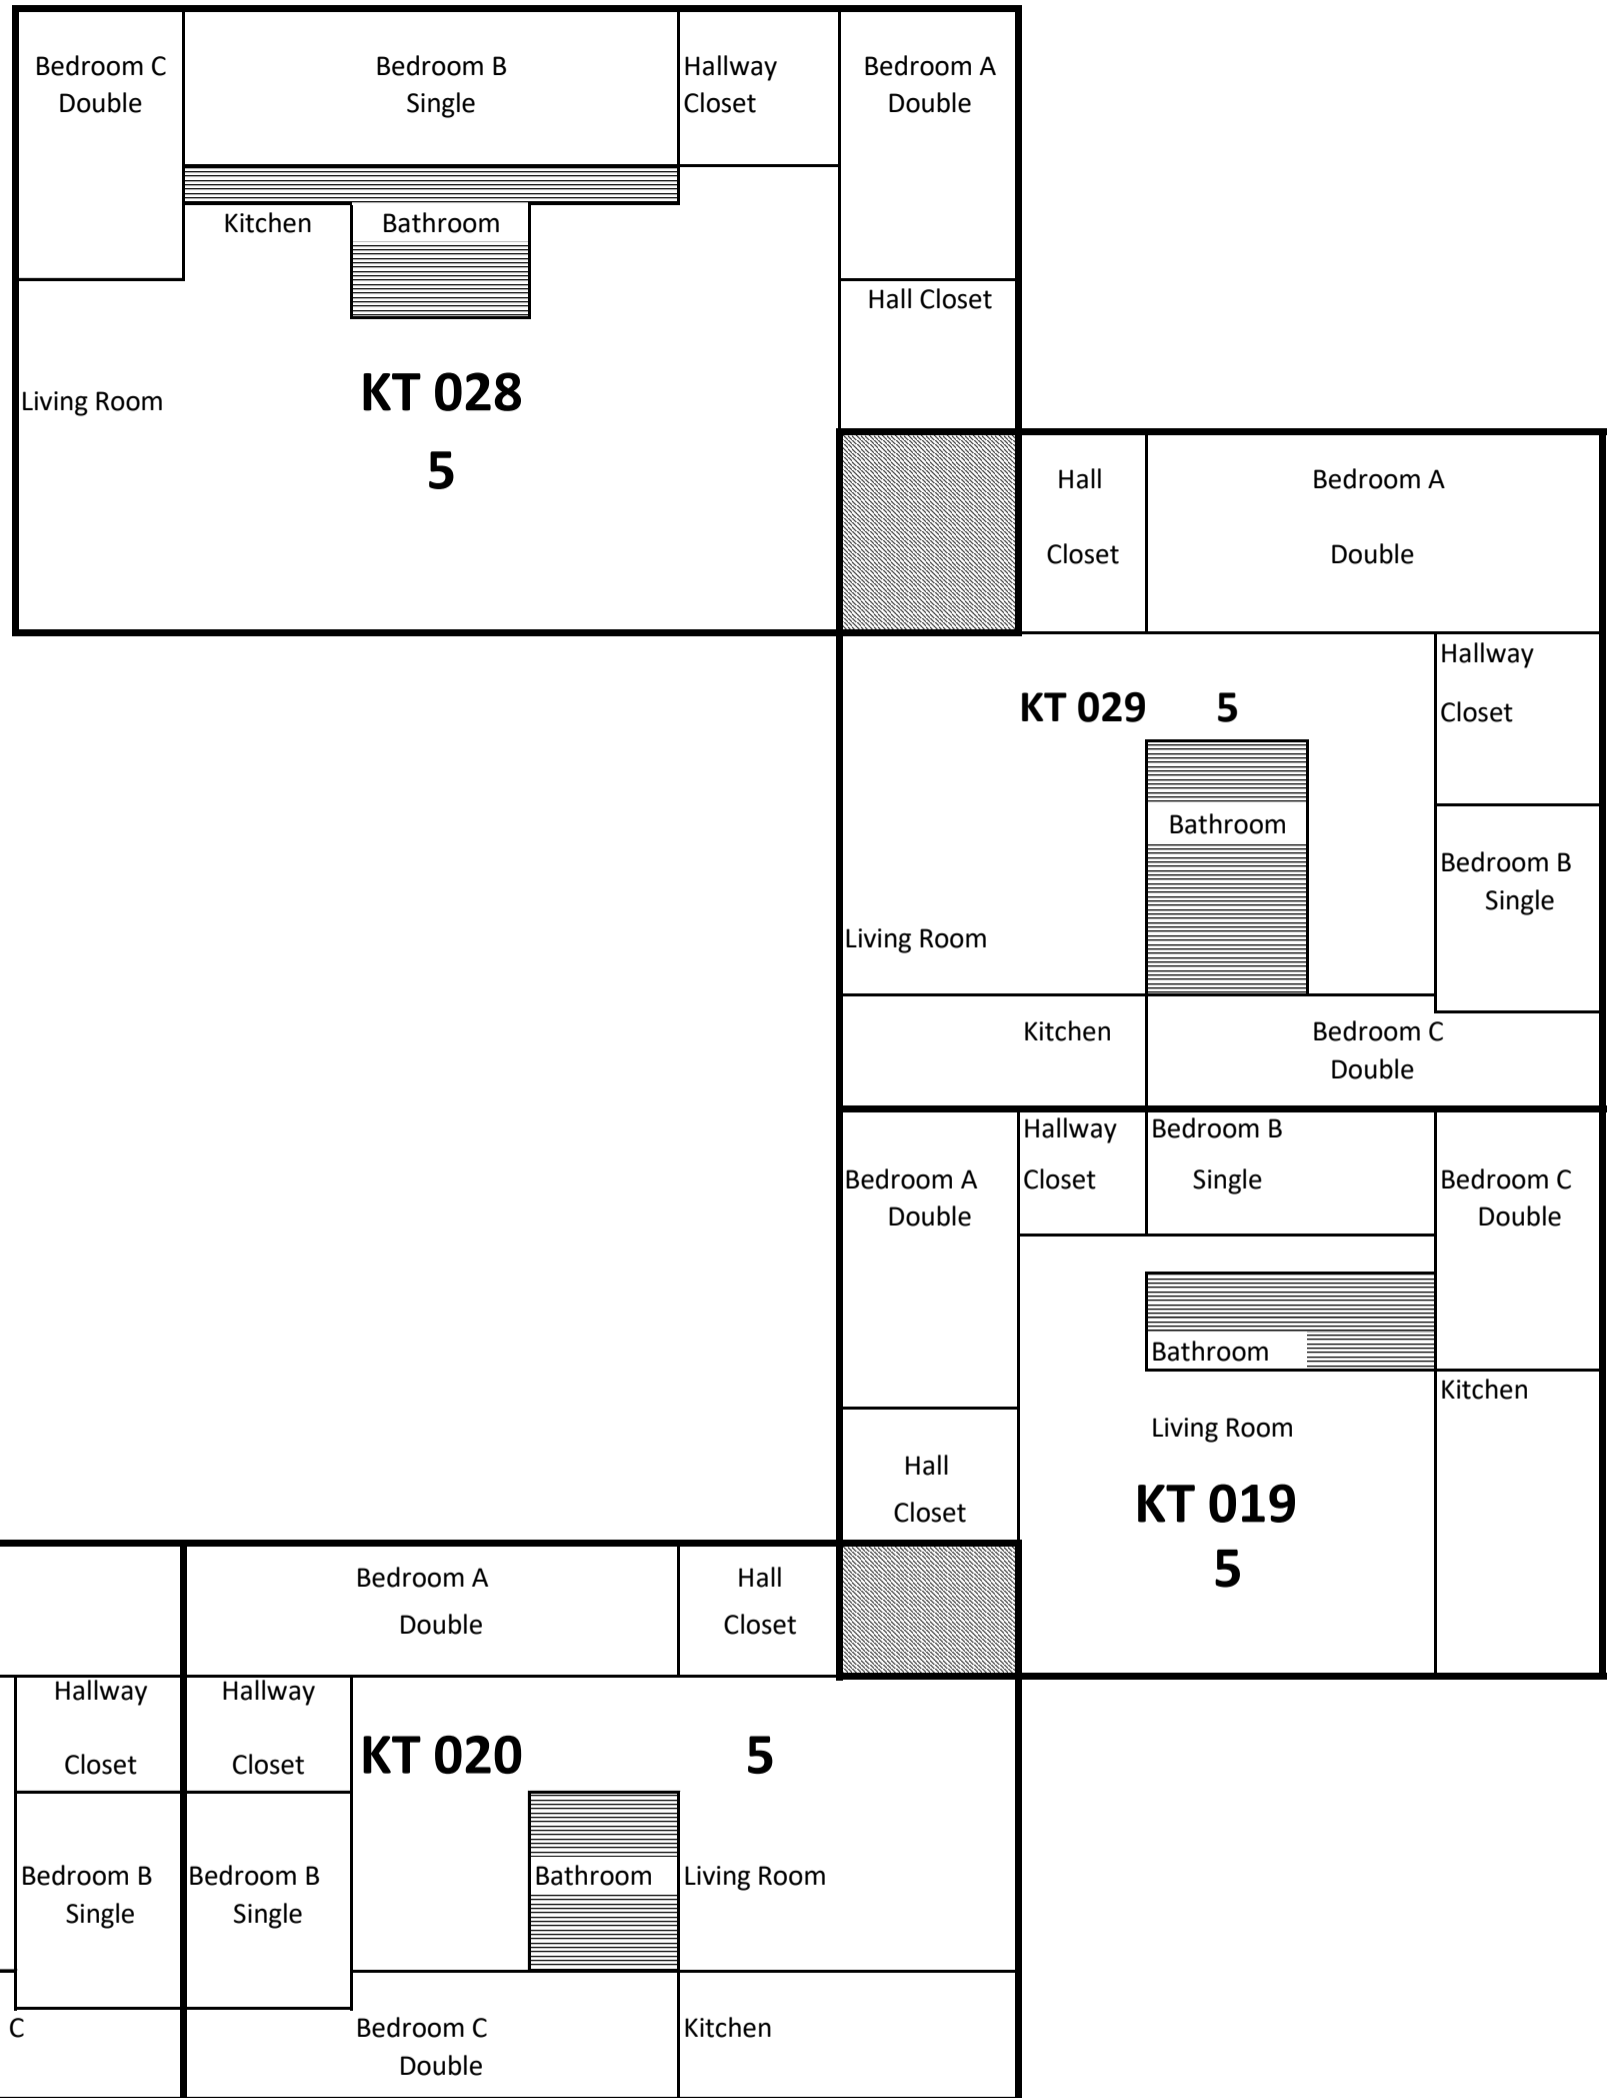 Bedroom C
Double
Bedroom B
Single
Hallway
Closet
Bedroom A
Double
Kitchen
Bathroom
Hall Closet
Living Room
KT 028
5
Hall
Closet
Bedroom A
Double
Hallway
Closet
KT 029 5
Bathroom
Bedroom B
Single
Living Room
Kitchen
Bedroom C
Double
Bedroom A
Double
Hallway
Closet
Bedroom B
Single
Bedroom C
Double
Bathroom
Kitchen
Living Room
Hall
Closet
KT 019
5
Bedroom A
Double
Hall
Closet
Hallway
Closet
Hallway
Closet
KT 020 5
Bedroom B
Single
Bedroom B
Single
Bathroom
Living Room
C
Bedroom C
Double
Kitchen